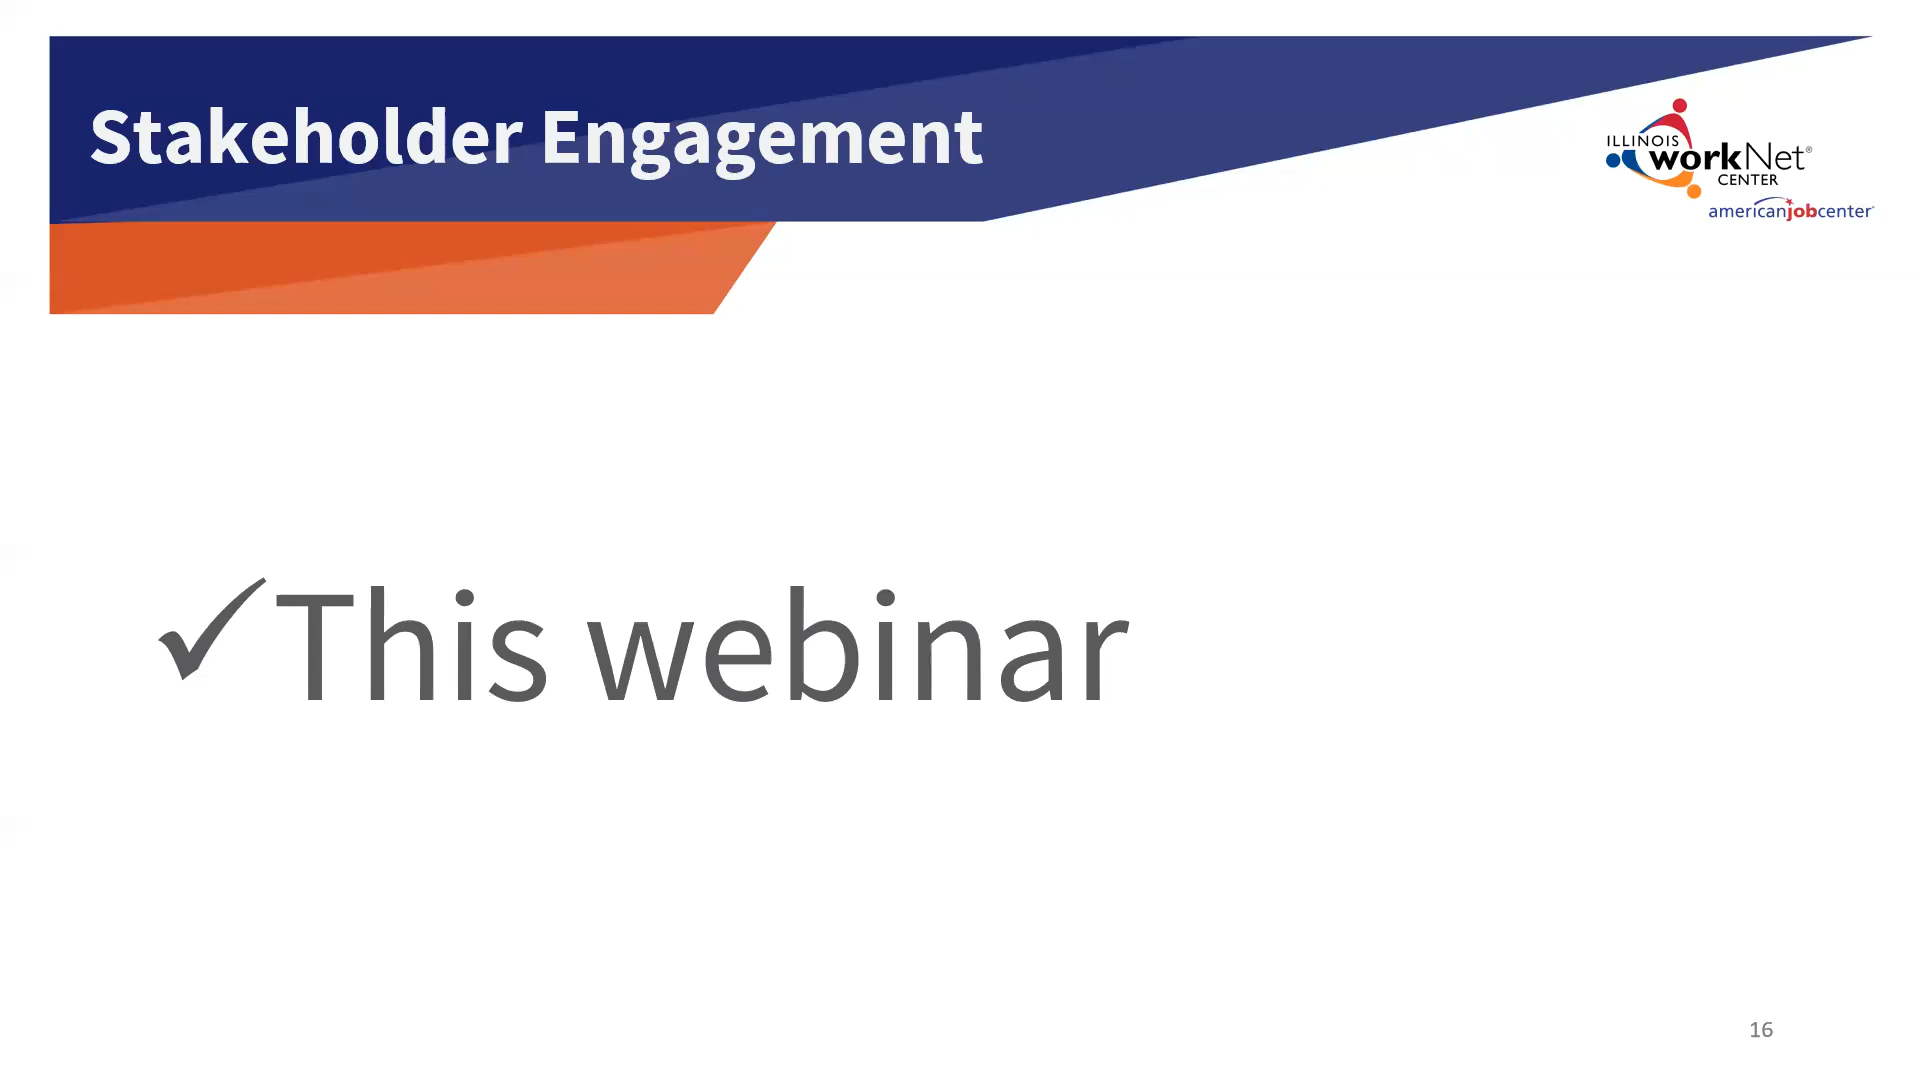 Stakeholder Engagement
ILLINOIS
workNet®
CENTER
americanjobcenter
✓This webinar
16